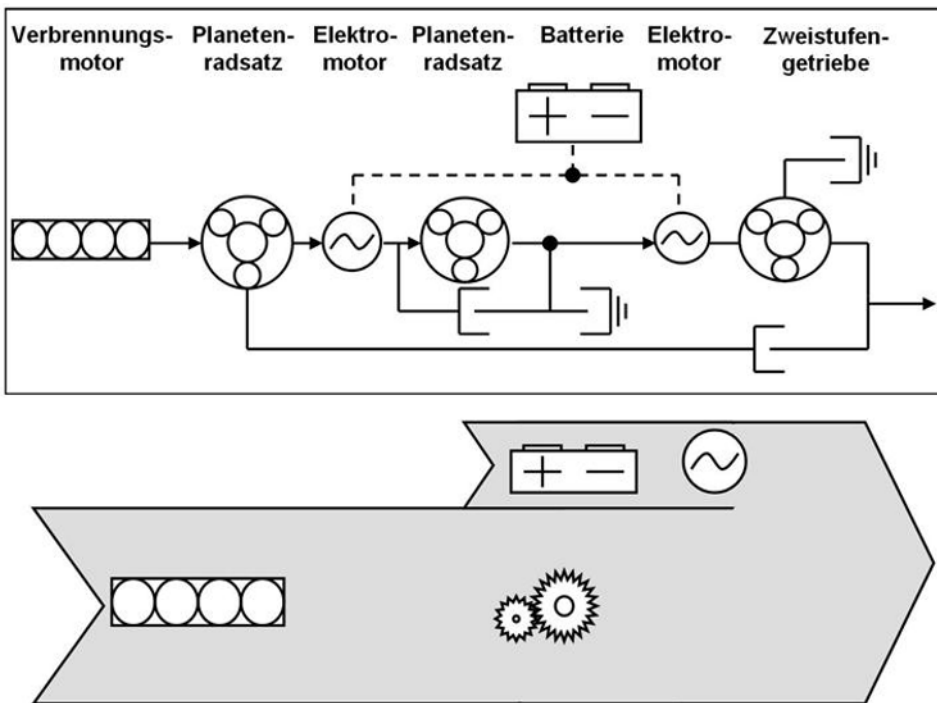 Verbrennungs- Planeten- Elektro- Planeten- Batterie Elektro- Zweistufen-
motor radsatz motor radsatz motor getriebe